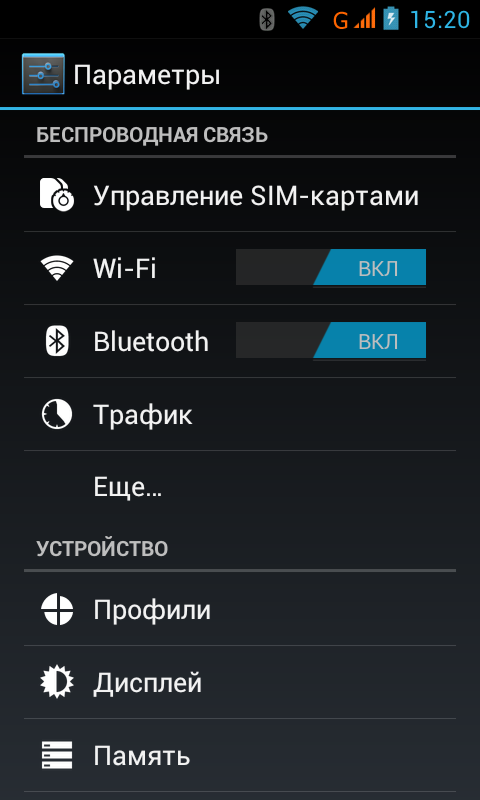 G 15:20
Параметры
БЕСПРОВОДНАЯ СВЯЗЬ
Управление SIM-картами
Wi-Fi ВКЛ
Bluetooth ВКЛ
Трафик
Еще...
УСТРОЙСТВО
Профили
Дисплей
Память